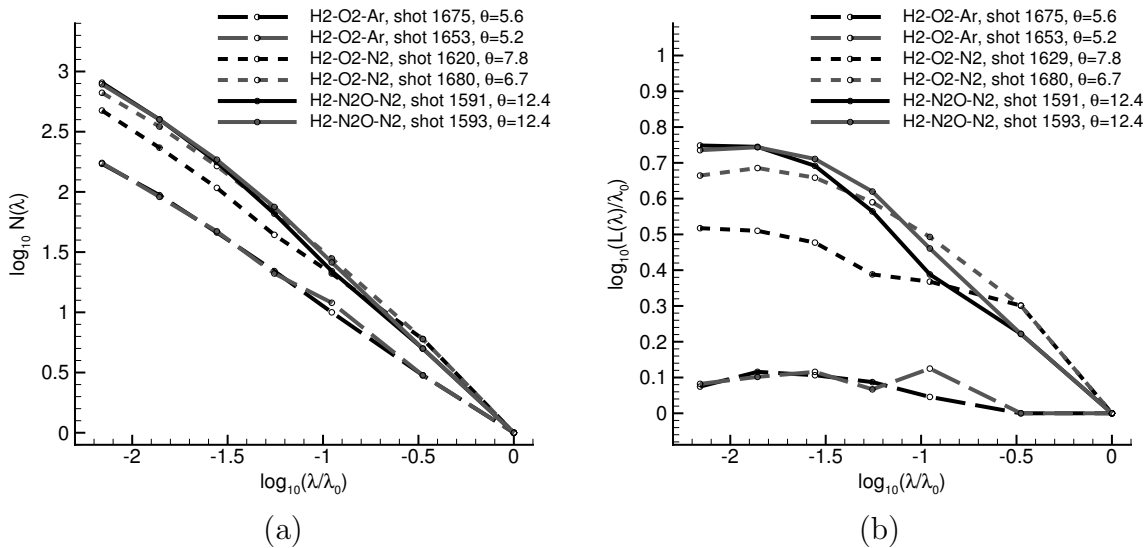 H2-O2-Ar, shot 1675, θ=5.6
H2-O2-Ar, shot 1653, θ=5.2
H2-O2-N2, shot 1620, θ=7.8
H2-O2-N2, shot 1680, θ=6.7
H2-N2O-N2, shot 1591, θ=12.4
H2-N2O-N2, shot 1593, θ=12.4
3
2.5
2
1.5
1
0.5
0
log₁₀ N(λ)
-2
-1.5
-1
-0.5
0
log₁₀(λ/λ₀)
(a)
H2-O2-Ar, shot 1675, θ=5.6
H2-O2-Ar, shot 1653, θ=5.2
H2-O2-N2, shot 1629, θ=7.8
H2-O2-N2, shot 1680, θ=6.7
H2-N2O-N2, shot 1591, θ=12.4
H2-N2O-N2, shot 1593, θ=12.4
1
0.9
0.8
0.7
0.6
0.5
0.4
0.3
0.2
0.1
0
log₁₀(L(λ)/λ₀)
-2
-1.5
-1
-0.5
0
log₁₀(λ/λ₀)
(b)